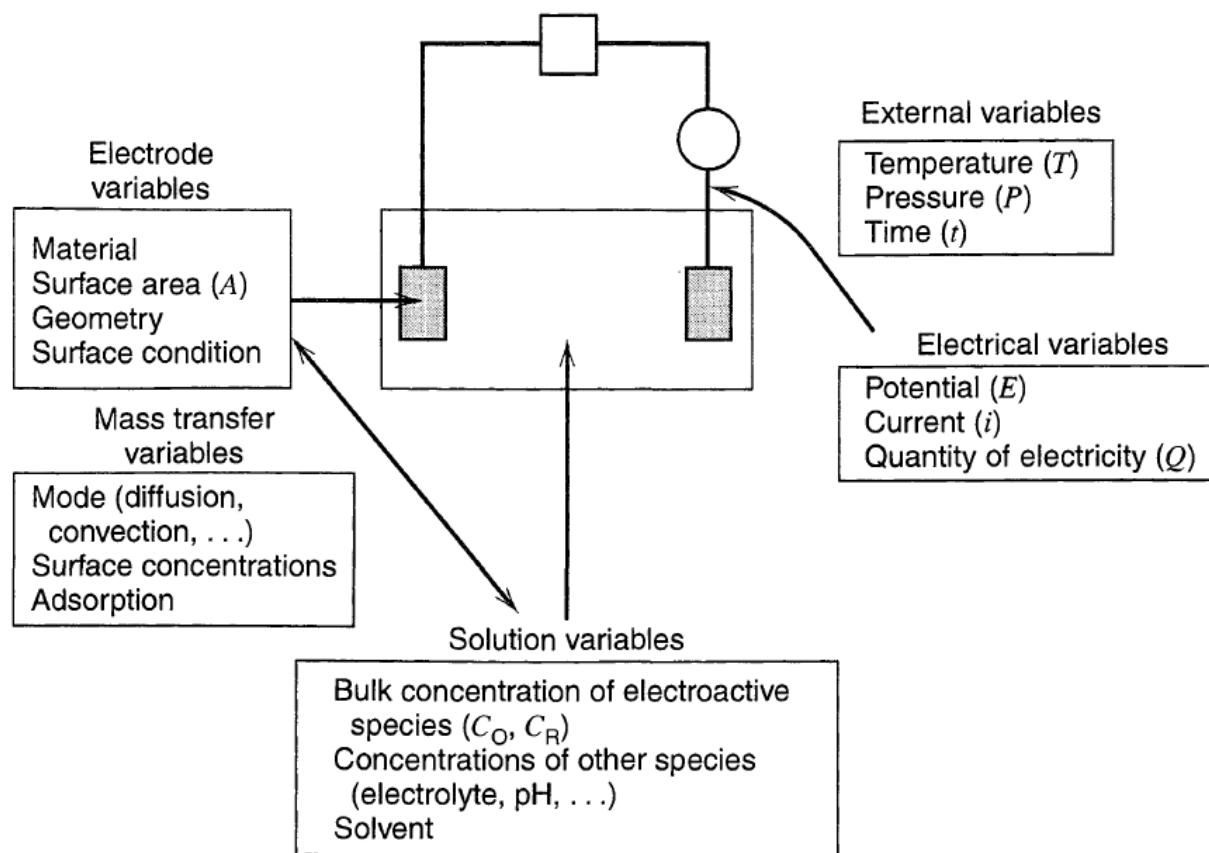 Electrode
variables
Material
Surface area (A)
Geometry
Surface condition
Mass transfer
variables
Mode (diffusion,
convection, . . .)
Surface concentrations
Adsorption
External variables
Temperature (T)
Pressure (P)
Time (t)
Electrical variables
Potential (E)
Current (i)
Quantity of electricity (Q)
Solution variables
Bulk concentration of electroactive
species (C_O, C_R)
Concentrations of other species
(electrolyte, pH, . . .)
Solvent